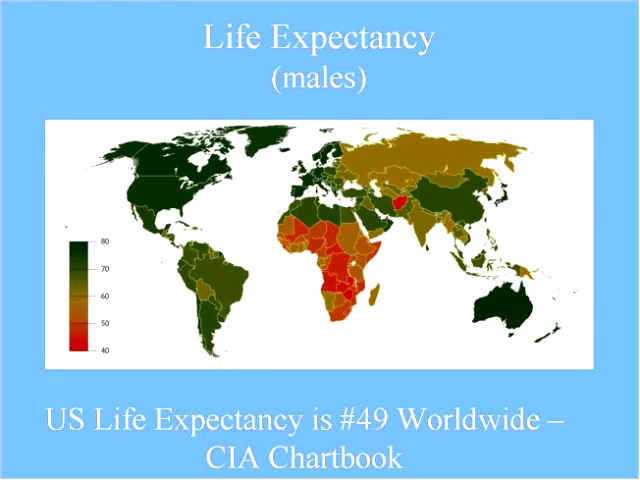 Life Expectancy
(males)
80
70
60
50
40
US Life Expectancy is #49 Worldwide –
CIA Chartbook